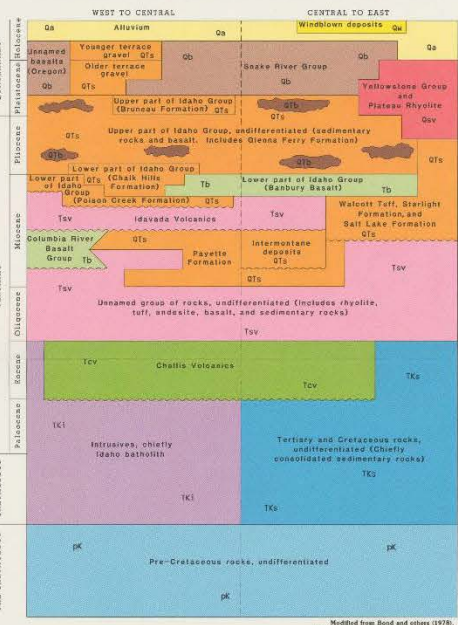 WEST TO CENTRAL
CENTRAL TO EAST
Holocene
Pleistocene
Pliocene
Miocene
Oligocene
Eocene
Paleocene
Qa
Alluvium
Qa
Windblown deposits
Qw
Qa
Unnamed
basalts
(Oregon)
Qb
Younger terrace
gravel QTs
Older terrace
gravel
QTs
Qb
Snake River Group
Qb
Yellowstone Group
and
Plateau Rhyolite
Qsv
Upper part of Idaho Group
(Bruneau Formation)
QTb
QTs
Upper part of Idaho Group, undifferentiated (sedimentary
rocks and basalt. Includes Glenns Ferry Formation)
QTs
QTb
QTb
QTs
Lower part of Idaho Group
QTs (Chalk Hills
Formation)
Lower part
of Idaho
Group
(Poison Creek Formation) QTs
Tb
Lower part of Idaho Group
(Banbury Basalt)
Tb
Tsv
Idavada Volcanics
Tsv
Walcott Tuff, Starlight
Formation, and
Salt Lake Formation
QTs
Columbia River
Basalt
Group Tb
QTs
Payette
Formation
Intermontane
deposits
QTs
QTs
Tsv
Tsv
Unnamed group of rocks, undifferentiated (includes rhyolite,
tuff, andesite, basalt, and sedimentary rocks)
Tsv
Tcv
Challis Volcanics
Tcv
TKs
TKi
Intrusives, chiefly
Idaho batholith
TKi
Tertiary and Cretaceous rocks,
undifferentiated (Chiefly
consolidated sedimentary rocks)
TKs
TKs
pK
pK
Pre-Cretaceous rocks, undifferentiated
pK
Modified from Bond and others (1978).